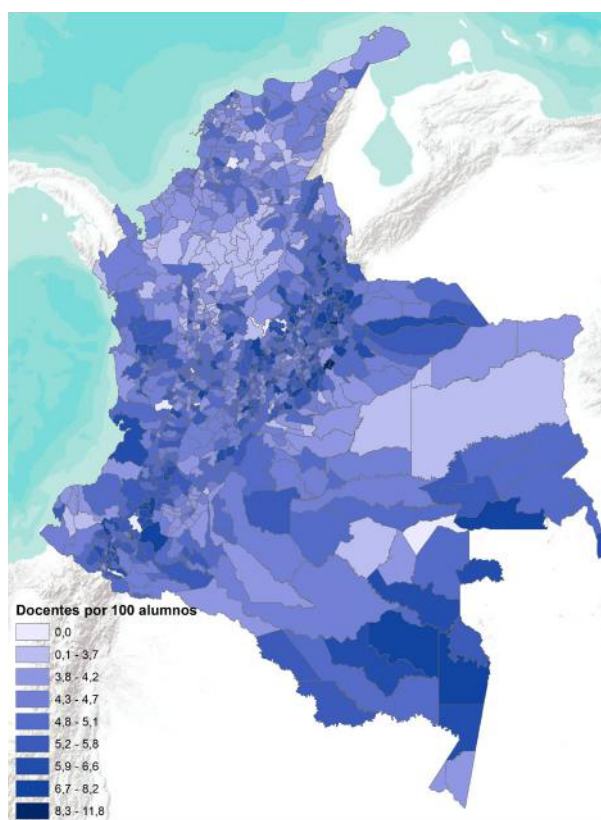 Docentes por 100 alumnos
0,0
0,1 - 3,7
3,8 - 4,2
4,3 - 4,7
4,8 - 5,1
5,2 - 5,8
5,9 - 6,6
6,7 - 8,2
8,3 - 11,8